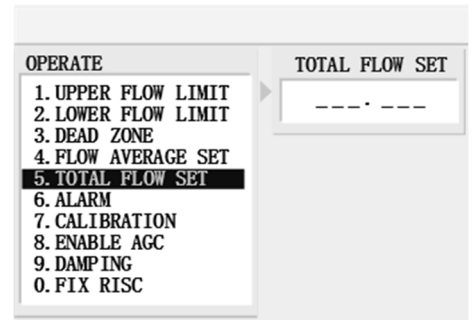 OPERATE
1. UPPER FLOW LIMIT
2. LOWER FLOW LIMIT
3. DEAD ZONE
4. FLOW AVERAGE SET
5. TOTAL FLOW SET
6. ALARM
7. CALIBRATION
8. ENABLE AGC
9. DAMPING
0. FIX RISC
TOTAL FLOW SET
___.___